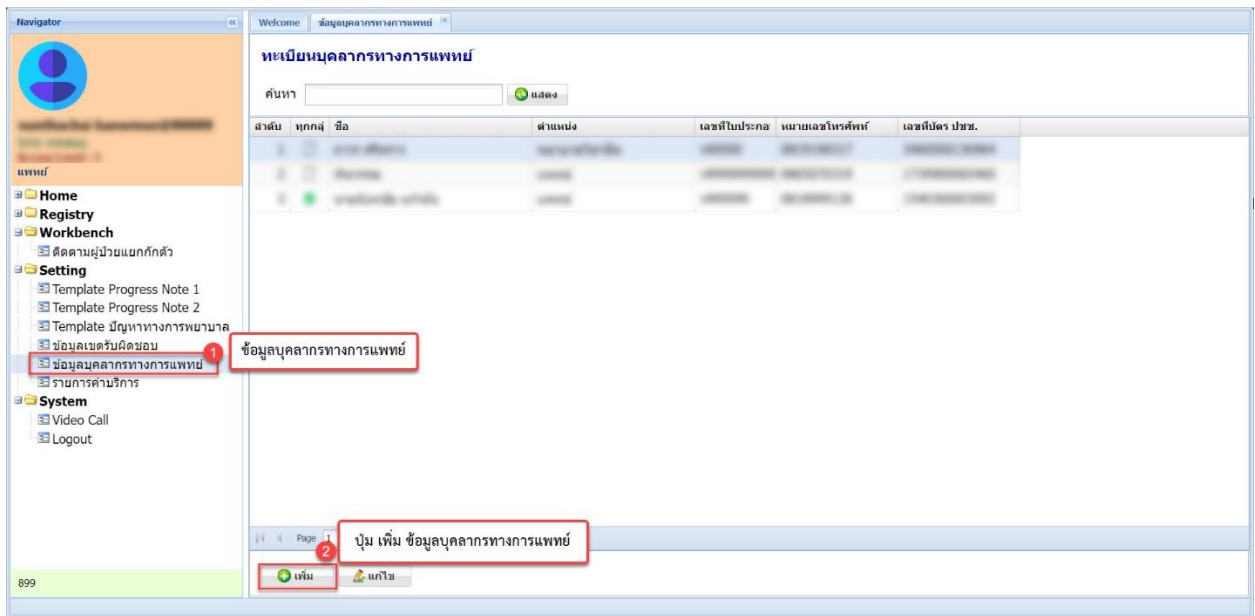 Navigator
Welcome
ข้อมูลบุคลากรทางการแพทย์
ทะเบียนบุคลากรทางการแพทย์
ค้นหา
แสดง
ลำดับ ทุกกลุ่ ชื่อ ตำแหน่ง เลขที่ใบประกอ หมายเลขโทรศัพท์ เลขที่บัตร ปชช.
แพทย์
Home
Registry
Workbench
ติดตามผู้ป่วยแยกกักตัว
Setting
Template Progress Note 1
Template Progress Note 2
Template ปัญหาทางการพยาบาล
ข้อมูลเขตรับผิดชอบ
1 ข้อมูลบุคลากรทางการแพทย์
ข้อมูลบุคลากรทางการแพทย์
รายการค่าบริการ
System
Video Call
Logout
Page 1
2 ปุ่ม เพิ่ม ข้อมูลบุคลากรทางการแพทย์
เพิ่ม
แก้ไข
899